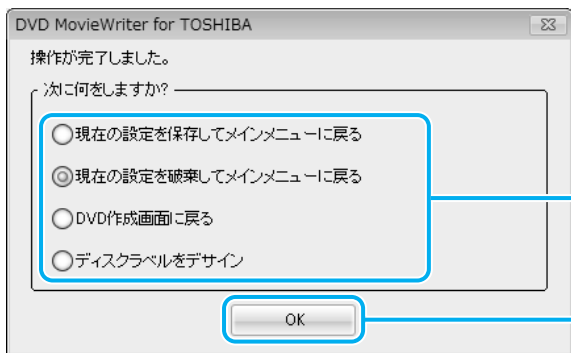 DVD MovieWriter for TOSHIBA
操作が完了しました。
次に何をしますか?
現在の設定を保存してメインメニューに戻る
現在の設定を破棄してメインメニューに戻る
DVD作成画面に戻る
ディスクラベルをデザイン
OK